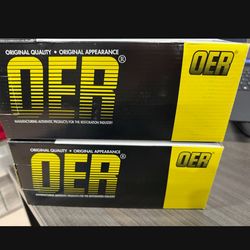 ORIGINAL QUALITY • ORIGINAL APPEARANCE
OER®
OER
MANUFACTURING AUTHENTIC PRODUCTS FOR THE RESTORATION INDUSTRY
ORIGINAL QUALITY • ORIGINAL APPEARANCE
OER®
OER
MANUFACTURING AUTHENTIC PRODUCTS FOR THE RESTORATION INDUSTRY